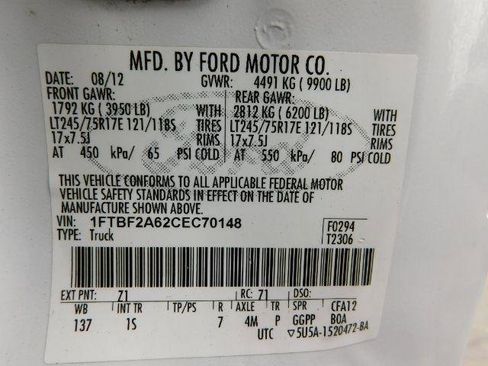 MFD. BY FORD MOTOR CO.
DATE: 08/12 GVWR: 4491 KG ( 9900 LB)
FRONT GAWR: REAR GAWR:
1792 KG ( 3950 LB) WITH 2812 KG ( 6200 LB) WITH
LT245/75R17E 121/118S TIRES LT245/75R17E 121/118S TIRES
17x7.5J RIMS 17x7.5J RIMS
AT 450 kPa/ 65 PSI COLD AT 550 kPa/ 80 PSI COLD
THIS VEHICLE CONFORMS TO ALL APPLICABLE FEDERAL MOTOR
VEHICLE SAFETY STANDARDS IN EFFECT ON THE DATE OF
MANUFACTURE SHOWN ABOVE.
VIN: 1FTBF2A62CEC70148 F0294
TYPE: Truck T2306
EXT PNT: Z1 RC: 71 DSO:
WB INT TR TP/PS R AXLE TR SPR CFA12
137 1S 7 4M P GGPP BOA
UTC ▽5U5A-1520472-BA